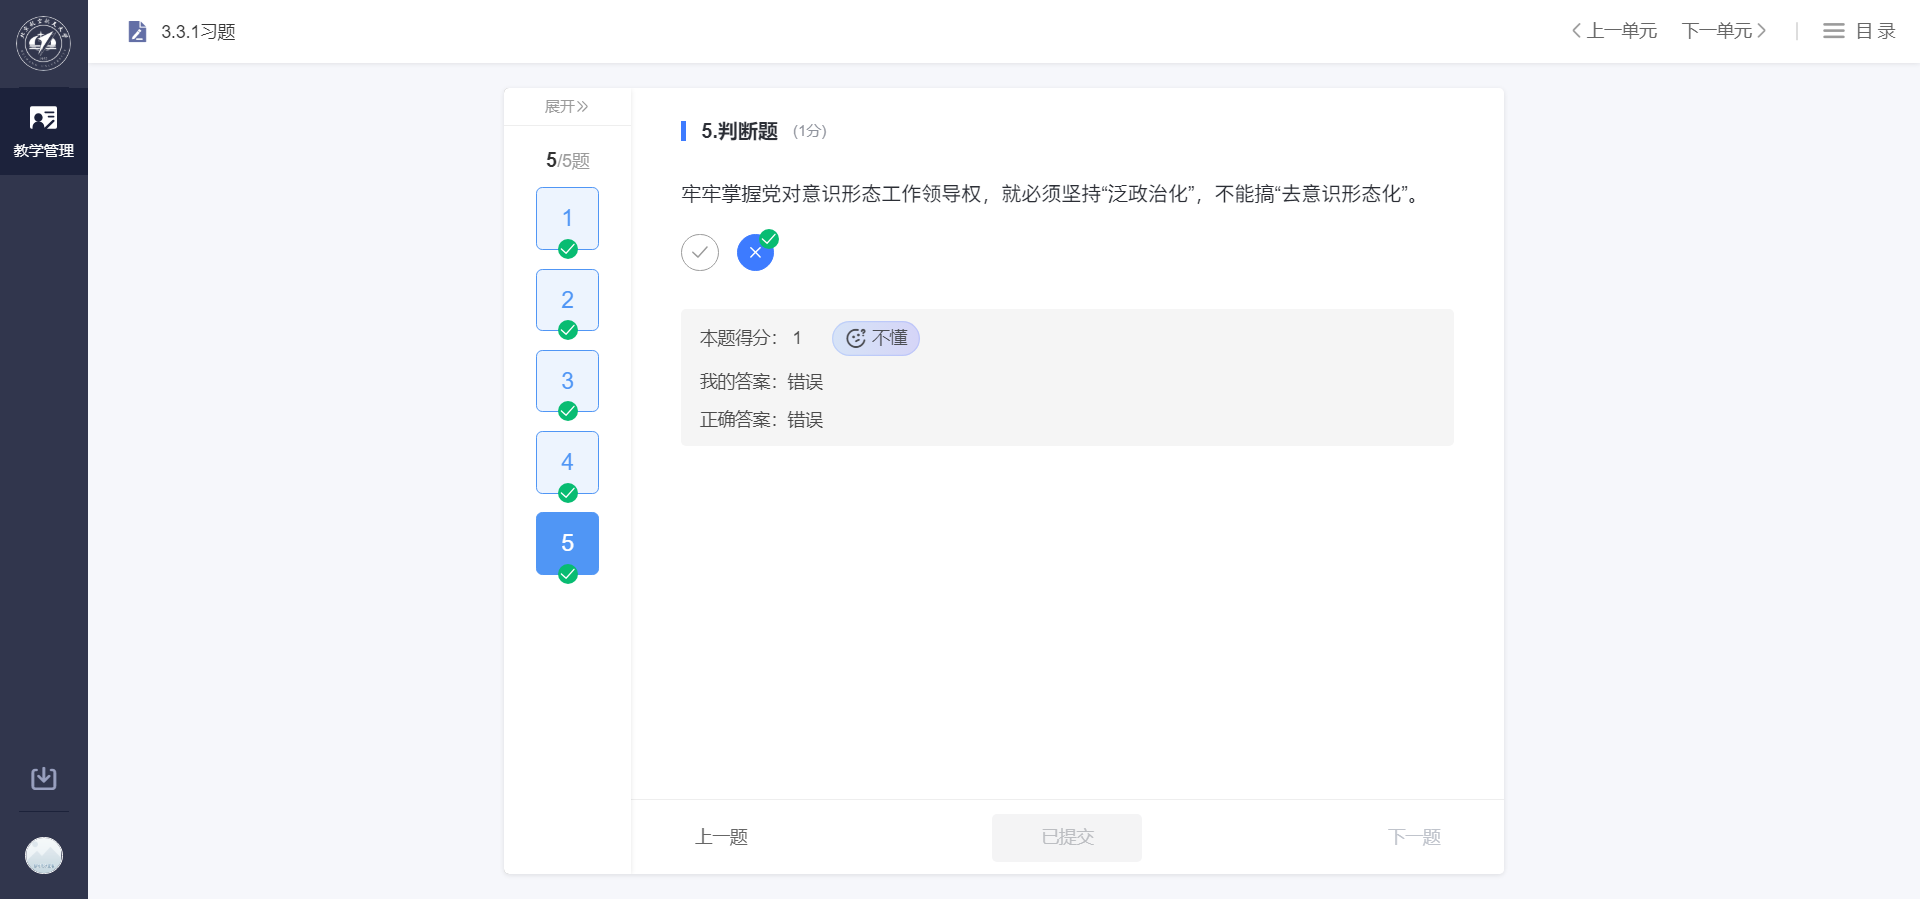 3.3.1习题
上一单元
下一单元
目录
教学管理
展开
5/5题
1
2
3
4
5
5.判断题 (1分)
牢牢掌握党对意识形态工作领导权，就必须坚持“泛政治化”，不能搞“去意识形态化”。
本题得分： 1 不懂
我的答案：错误
正确答案：错误
上一题
已提交
下一题